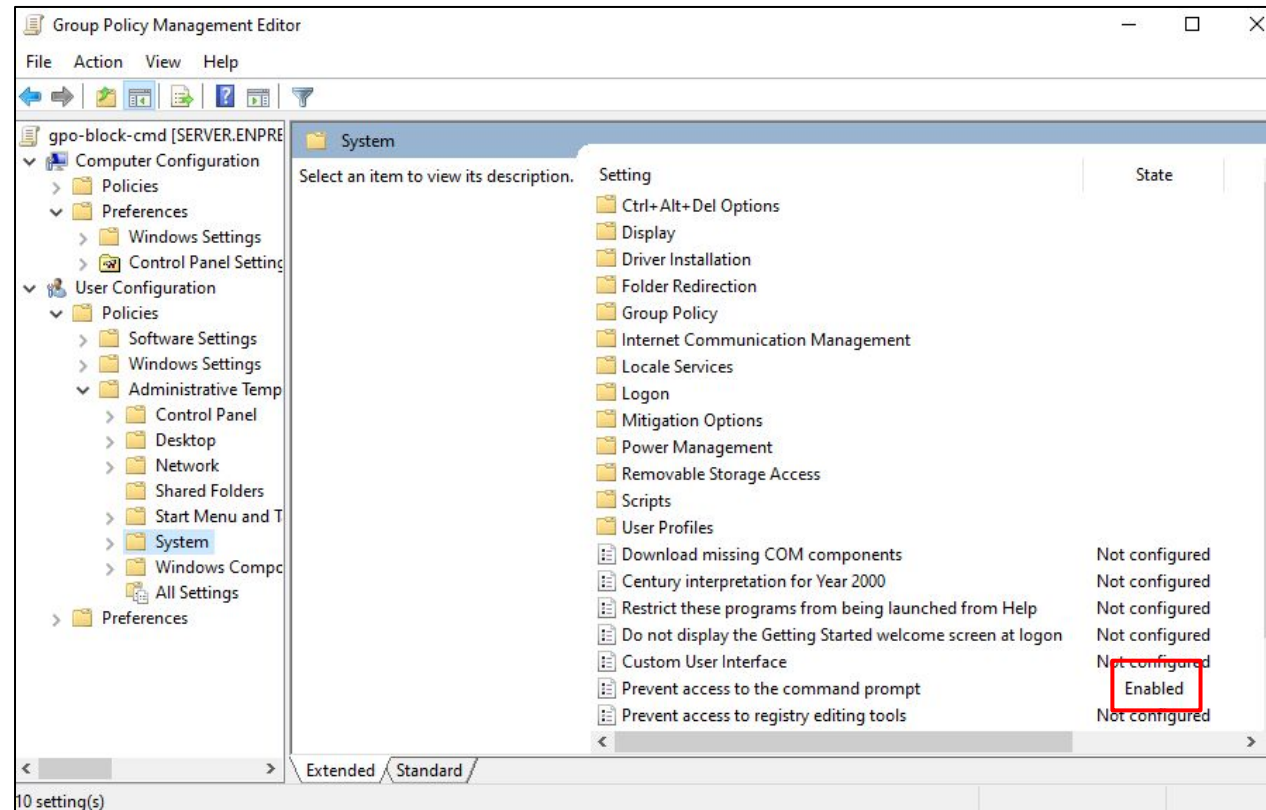 Group Policy Management Editor
File Action View Help
gpo-block-cmd [SERVER.ENPRE
Computer Configuration
Policies
Preferences
Windows Settings
Control Panel Setting
User Configuration
Policies
Software Settings
Windows Settings
Administrative Temp
Control Panel
Desktop
Network
Shared Folders
Start Menu and T
System
Windows Compc
All Settings
Preferences
System
Select an item to view its description.
Setting State
Ctrl+Alt+Del Options
Display
Driver Installation
Folder Redirection
Group Policy
Internet Communication Management
Locale Services
Logon
Mitigation Options
Power Management
Removable Storage Access
Scripts
User Profiles
Download missing COM components Not configured
Century interpretation for Year 2000 Not configured
Restrict these programs from being launched from Help Not configured
Do not display the Getting Started welcome screen at logon Not configured
Custom User Interface Not configured
Prevent access to the command prompt Enabled
Prevent access to registry editing tools Not configured
Extended Standard
10 setting(s)